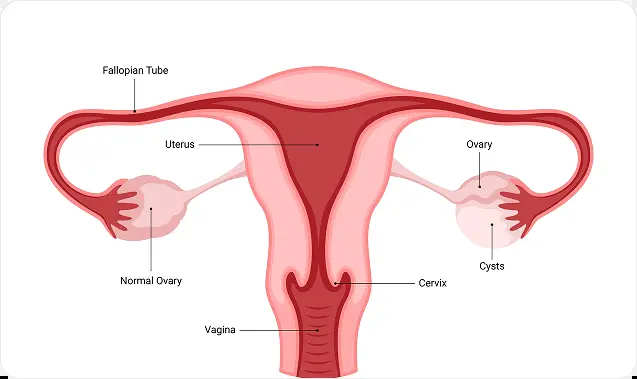 Fallopian Tube
Uterus
Ovary
Normal Ovary
Cysts
Cervix
Vagina